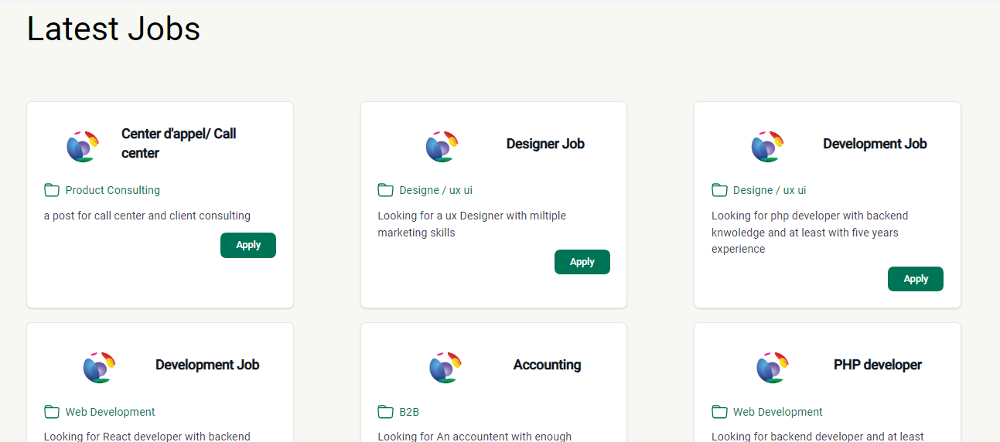 Latest Jobs
Center d'appel/ Call
center
Product Consulting
a post for call center and client consulting
Apply
Designer Job
Designe / ux ui
Looking for a ux Designer with miltiple
marketing skills
Apply
Development Job
Designe / ux ui
Looking for php developer with backend
knwoledge and at least with five years
experience
Apply
Development Job
Web Development
Looking for React developer with backend
Accounting
B2B
Looking for An accountent with enough
PHP developer
Web Development
Looking for backend developer and at least